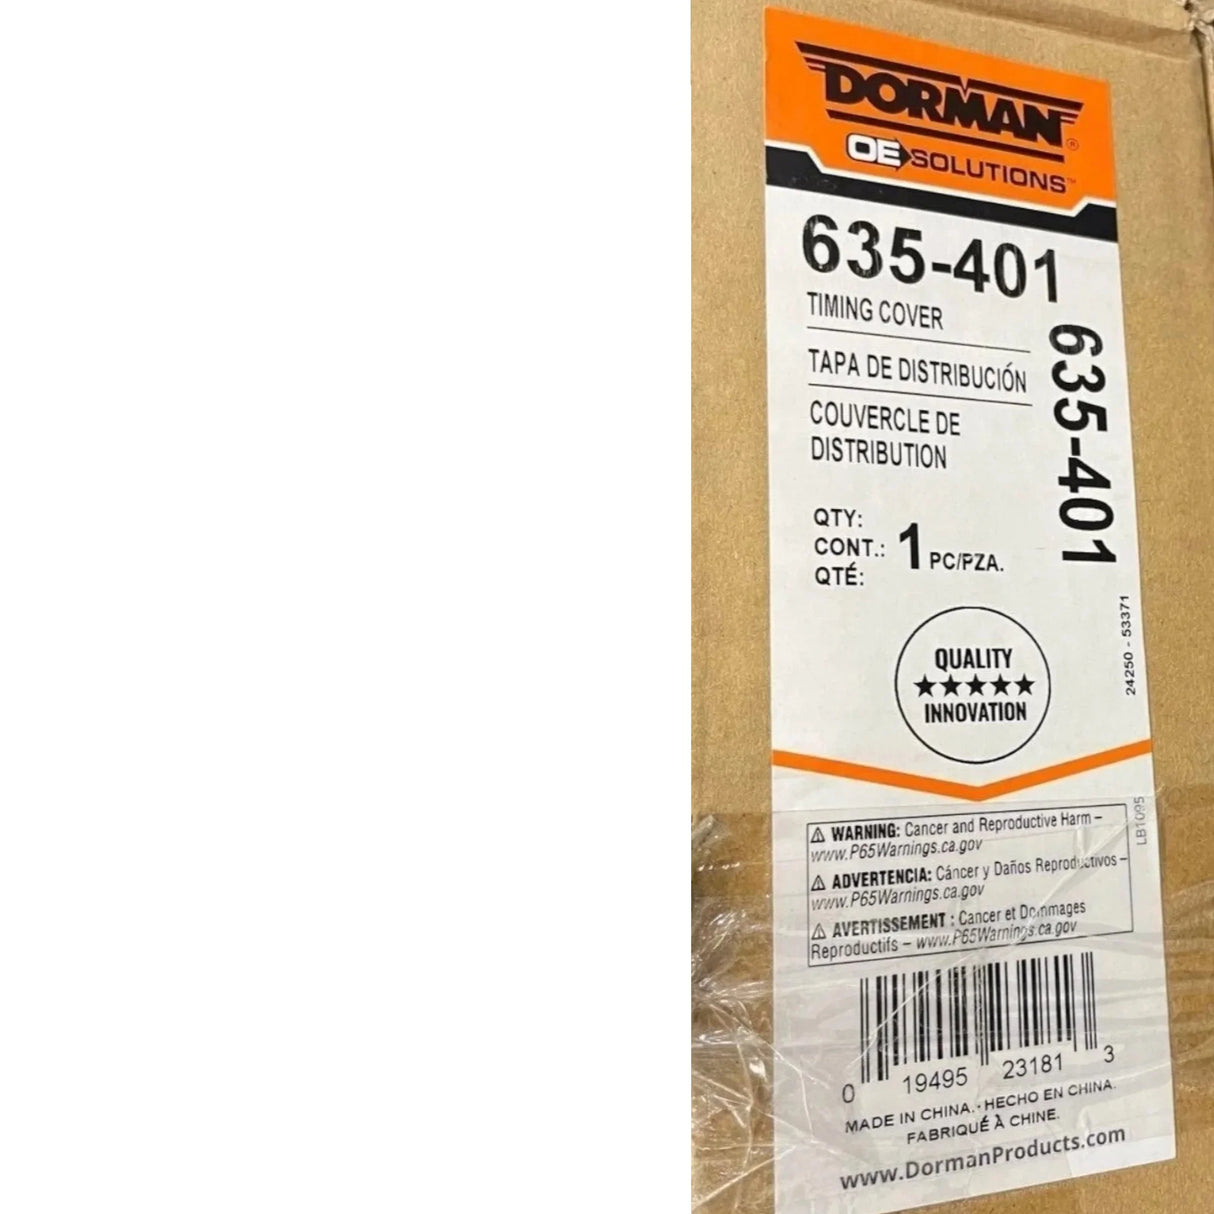 DORMAN®
OE SOLUTIONS™
635-401
TIMING COVER
TAPA DE DISTRIBUCIÓN
COUVERCLE DE
DISTRIBUTION
635-401
QTY:
CONT.: 1 PC/PZA.
QTÉ:
24250 - 53371
QUALITY
★★★★★
INNOVATION
LB1095
⚠ WARNING: Cancer and Reproductive Harm –
www.P65Warnings.ca.gov
⚠ ADVERTENCIA: Cáncer y Daños Reproductivos –
www.P65Warnings.ca.gov
⚠ AVERTISSEMENT : Cancer et Dommages
Reproductifs – www.P65Warnings.ca.gov
0 19495 23181 3
MADE IN CHINA. - HECHO EN CHINA.
FABRIQUÉ À CHINE.
www.DormanProducts.com